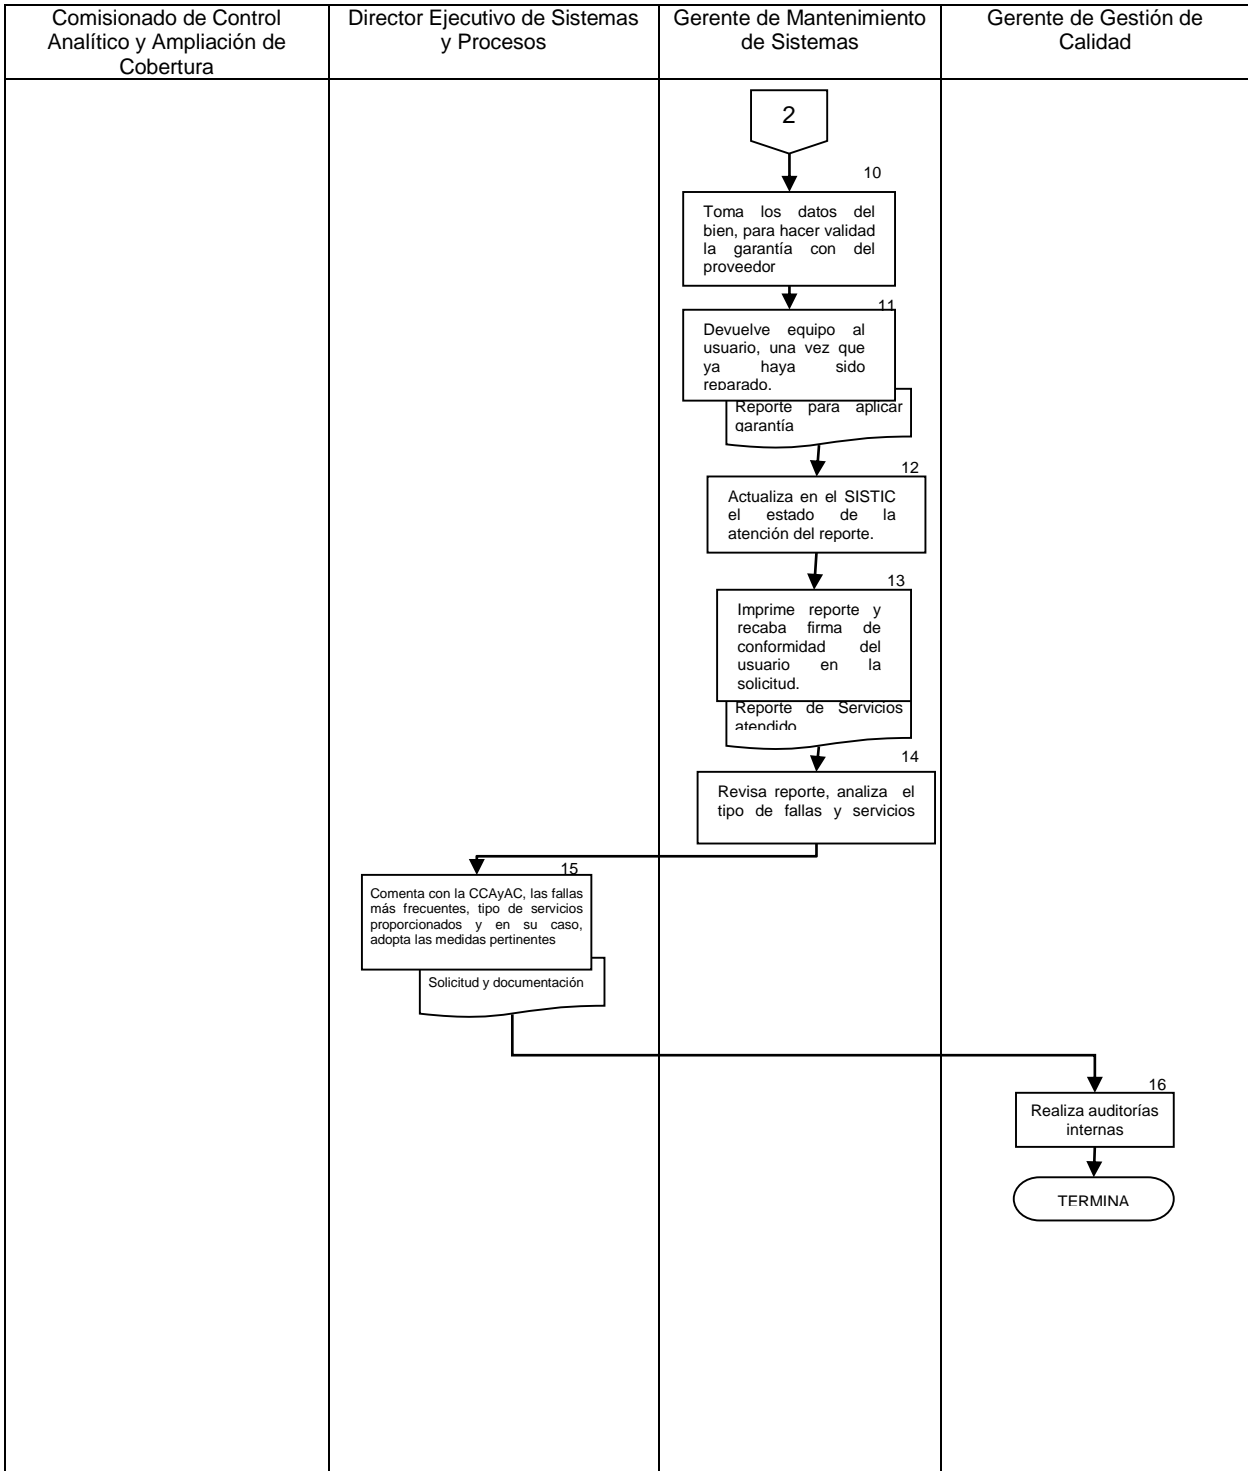 Comisionado de Control
Analítico y Ampliación de
Cobertura
Director Ejecutivo de Sistemas
y Procesos
Gerente de Mantenimiento
de Sistemas
Gerente de Gestión de
Calidad
2
10
Toma los datos del
bien, para hacer validad
la garantía con del
proveedor
11
Devuelve equipo al
usuario, una vez que
ya haya sido
reparado.
Reporte para aplicar
garantía
12
Actualiza en el SISTIC
el estado de la
atención del reporte.
13
Imprime reporte y
recaba firma de
conformidad del
usuario en la
solicitud.
Reporte de Servicios
atendido
14
Revisa reporte, analiza el
tipo de fallas y servicios
15
Comenta con la CCAyAC, las fallas
más frecuentes, tipo de servicios
proporcionados y en su caso,
adopta las medidas pertinentes
Solicitud y documentación
16
Realiza auditorías
internas
TERMINA